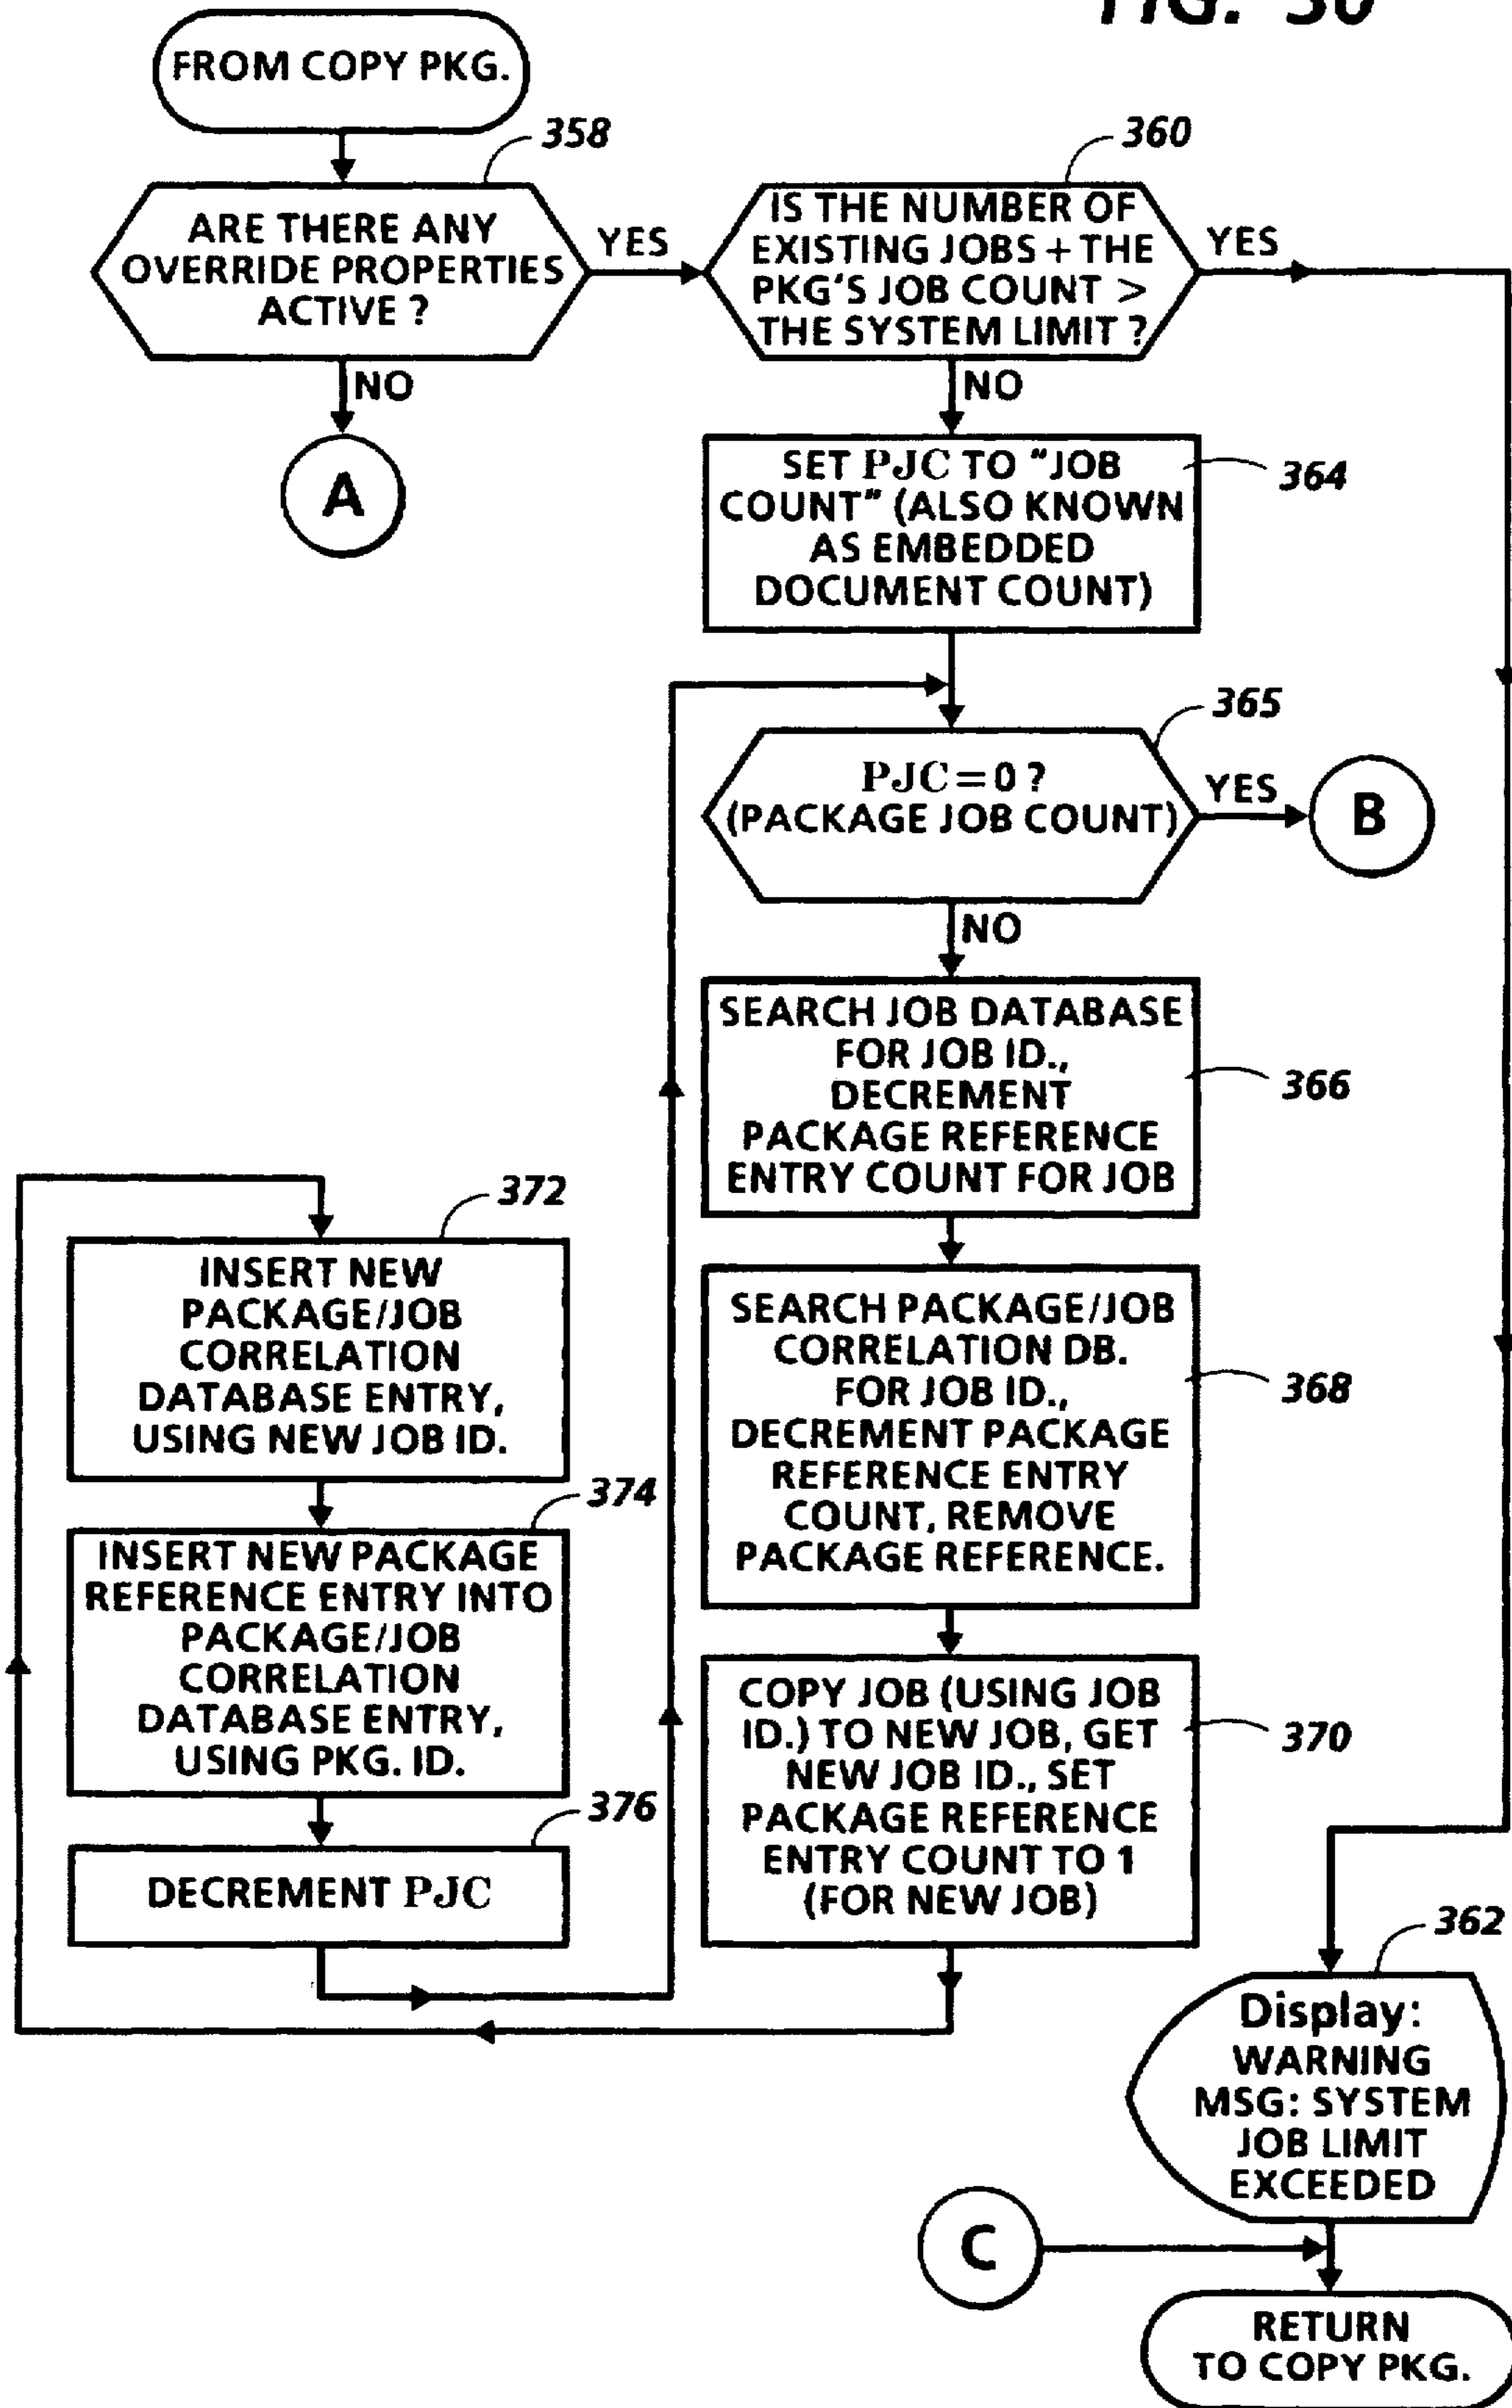 FIG. 30
FROM COPY PKG.
358
ARE THERE ANY
OVERRIDE PROPERTIES
ACTIVE ?
YES
NO
A
360
IS THE NUMBER OF
EXISTING JOBS + THE
PKG'S JOB COUNT >
THE SYSTEM LIMIT ?
YES
NO
364
SET PJC TO "JOB
COUNT" (ALSO KNOWN
AS EMBEDDED
DOCUMENT COUNT)
365
PJC = 0 ?
(PACKAGE JOB COUNT)
YES
B
NO
366
SEARCH JOB DATABASE
FOR JOB ID.,
DECREMENT
PACKAGE REFERENCE
ENTRY COUNT FOR JOB
368
SEARCH PACKAGE/JOB
CORRELATION DB.
FOR JOB ID.,
DECREMENT PACKAGE
REFERENCE ENTRY
COUNT, REMOVE
PACKAGE REFERENCE.
370
COPY JOB (USING JOB
ID.) TO NEW JOB, GET
NEW JOB ID., SET
PACKAGE REFERENCE
ENTRY COUNT TO 1
(FOR NEW JOB)
372
INSERT NEW
PACKAGE/JOB
CORRELATION
DATABASE ENTRY,
USING NEW JOB ID.
374
INSERT NEW PACKAGE
REFERENCE ENTRY INTO
PACKAGE/JOB
CORRELATION
DATABASE ENTRY,
USING PKG. ID.
376
DECREMENT PJC
362
Display:
WARNING
MSG: SYSTEM
JOB LIMIT
EXCEEDED
C
RETURN
TO COPY PKG.